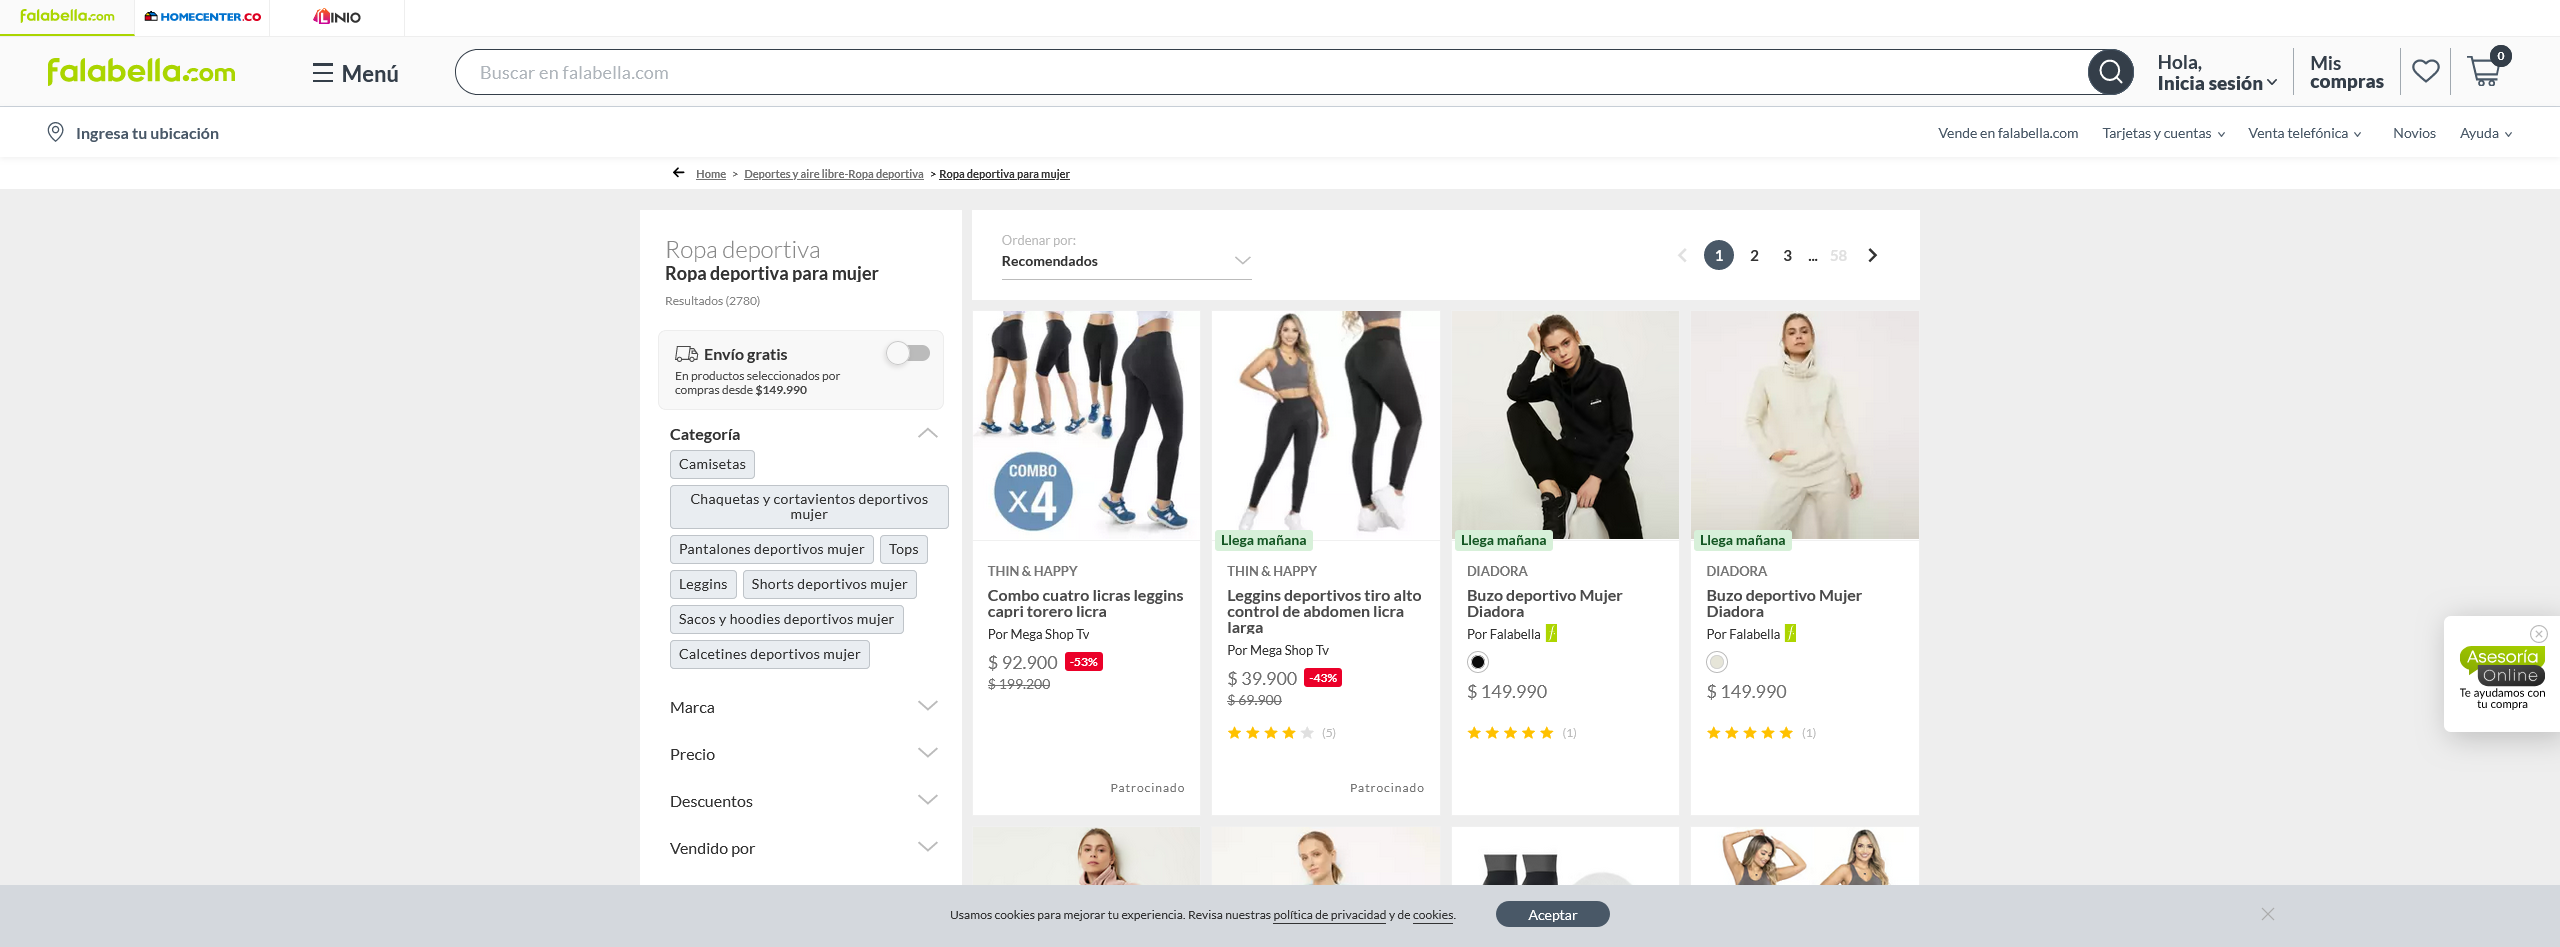 falabella.com
HOMECENTER.CO
LINIO
falabella.com
Menú
Buscar en falabella.com
Hola,
Inicia sesión
Mis
compras
0
Ingresa tu ubicación
Vende en falabella.com
Tarjetas y cuentas
Venta telefónica
Novios
Ayuda
Home > Deportes y aire libre-Ropa deportiva > Ropa deportiva para mujer
Ropa deportiva
Ropa deportiva para mujer
Resultados (2780)
Envío gratis
En productos seleccionados por
compras desde $149.990
Categoría
Camisetas
Chaquetas y cortavientos deportivos
mujer
Pantalones deportivos mujer
Tops
Leggins
Shorts deportivos mujer
Sacos y hoodies deportivos mujer
Calcetines deportivos mujer
Marca
Precio
Descuentos
Vendido por
Ordenar por:
Recomendados
1 2 3 ... 58
COMBO
x4
THIN & HAPPY
Combo cuatro licras leggins
capri torero licra
Por Mega Shop Tv
$ 92.900 -53%
$ 199.200
Patrocinado
Llega mañana
THIN & HAPPY
Leggins deportivos tiro alto
control de abdomen licra
larga
Por Mega Shop Tv
$ 39.900 -43%
$ 69.900
(5)
Patrocinado
Llega mañana
DIADORA
Buzo deportivo Mujer
Diadora
Por Falabella
$ 149.990
(1)
Llega mañana
DIADORA
Buzo deportivo Mujer
Diadora
Por Falabella
$ 149.990
(1)
Asesoría
Online
Te ayudamos con
tu compra
Usamos cookies para mejorar tu experiencia. Revisa nuestras política de privacidad y de cookies.
Aceptar